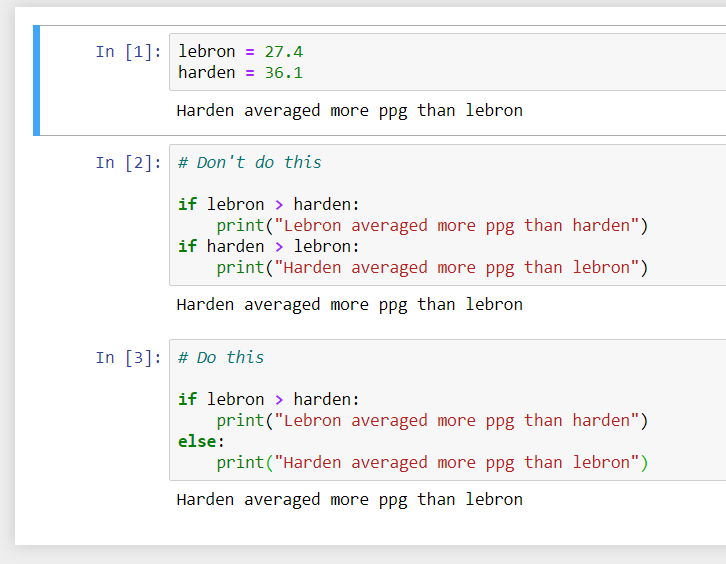 In [1]: lebron = 27.4
harden = 36.1
Harden averaged more ppg than lebron
In [2]: # Don't do this
if lebron > harden:
    print("Lebron averaged more ppg than harden")
if harden > lebron:
    print("Harden averaged more ppg than lebron")
Harden averaged more ppg than lebron
In [3]: # Do this
if lebron > harden:
    print("Lebron averaged more ppg than harden")
else:
    print("Harden averaged more ppg than lebron")
Harden averaged more ppg than lebron